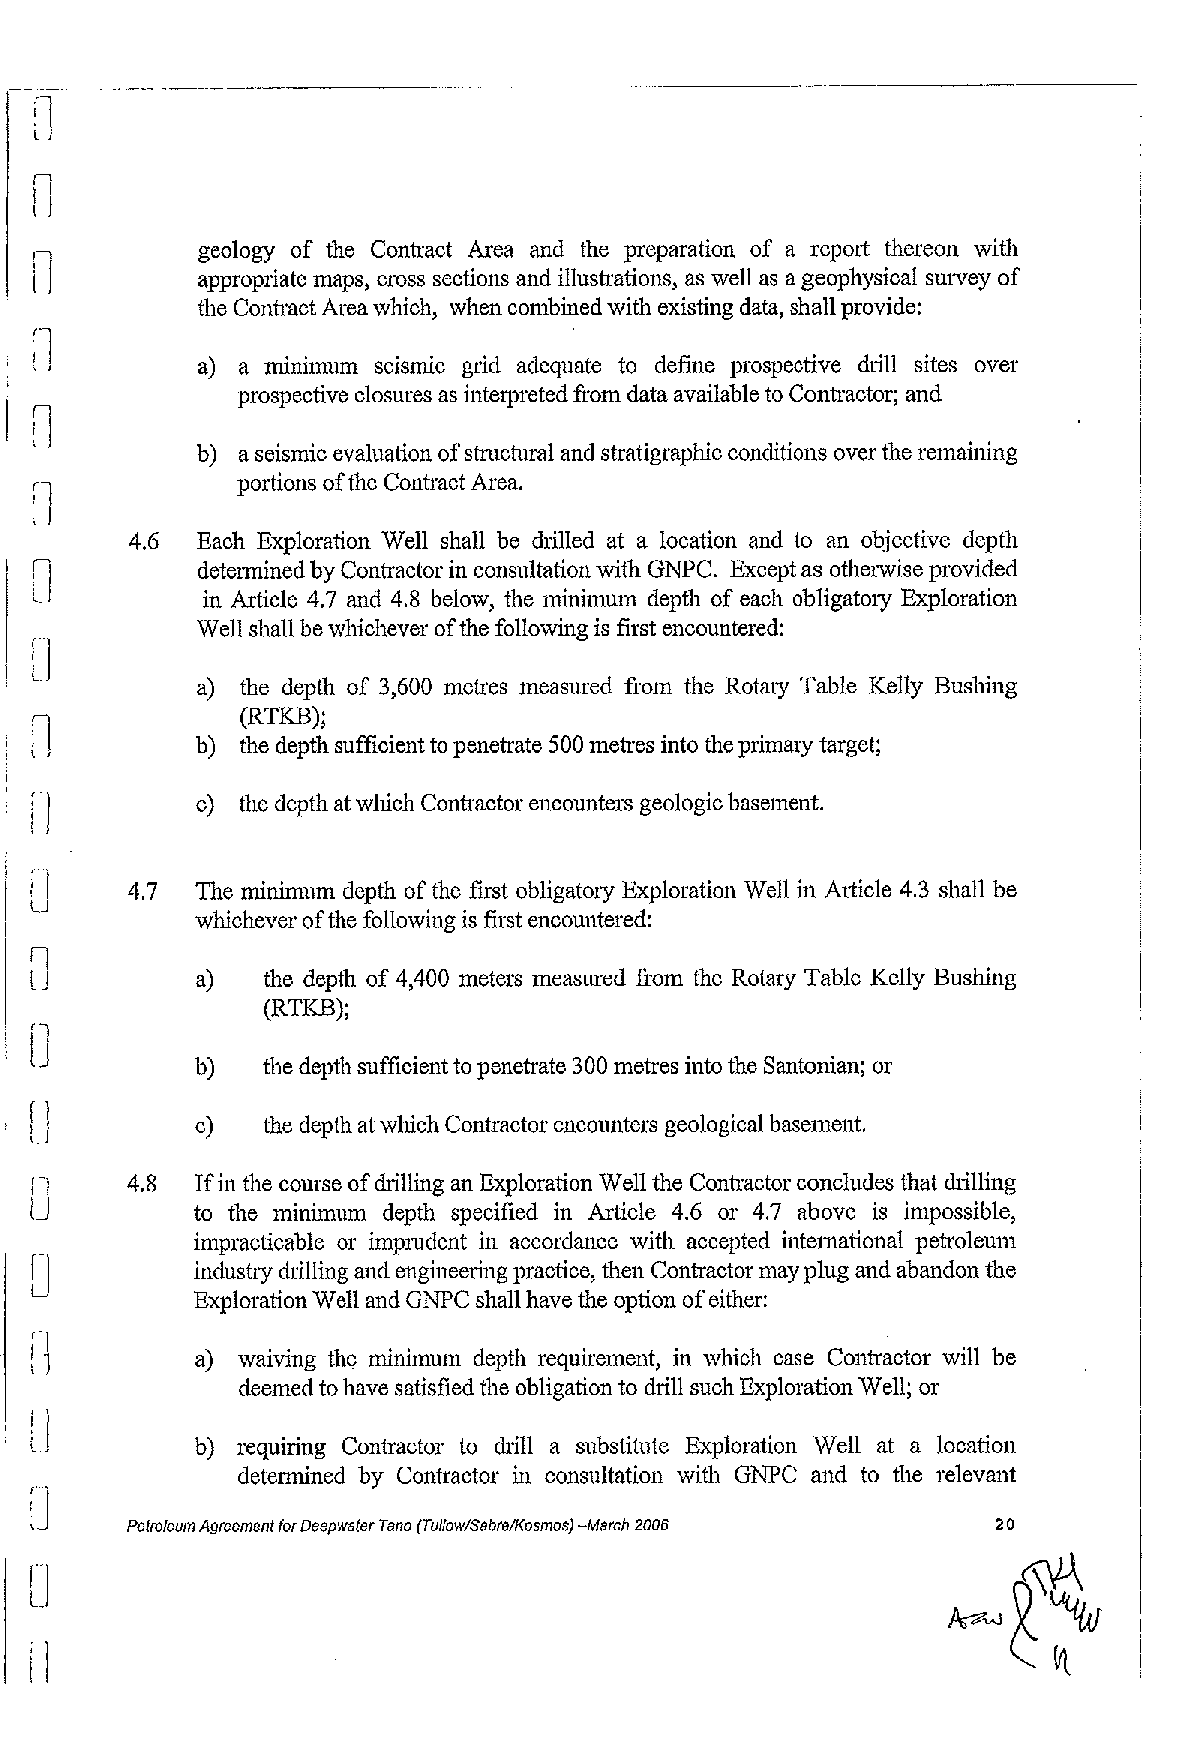 geology of the Contract Area and the preparation of a report thereon with
appropriate maps, cross sections and illustrations, as well as a geophysical survey of
the Contract Area which, when combined with existing data, shall provide:
a) a minimum seismic grid adequate to define prospective drill sites over
prospective closures as interpreted from data available to Contractor; and
b) a seismic evaluation of structural and stratigraphic conditions over the remaining
portions of the Contract Area.
4.6 Each Exploration Well shall be drilled at a location and to an objective depth
determined by Contractor in consultation with GNPC. Except as otherwise provided
in Article 4.7 and 4.8 below, the minimum depth of each obligatory Exploration
Well shall be whichever of the following is first encountered:
a) the depth of 3,600 metres measured from the Rotary Table Kelly Bushing
(RTKB);
b) the depth sufficient to penetrate 500 metres into the primary target;
c) the depth at which Contractor encounters geologic basement.
4.7 The minimum depth of the first obligatory Exploration Well in Article 4.3 shall be
whichever of the following is first encountered:
a) the depth of 4,400 meters measured from the Rotary Table Kelly Bushing
(RTKB);
b) the depth sufficient to penetrate 300 metres into the Santonian; or
c) the depth at which Contractor encounters geological basement.
4.8 If in the course of drilling an Exploration Well the Contractor concludes that drilling
to the minimum depth specified in Article 4.6 or 4.7 above is impossible,
impracticable or imprudent in accordance with accepted international petroleum
industry drilling and engineering practice, then Contractor may plug and abandon the
Exploration Well and GNPC shall have the option of either:
a) waiving the minimum depth requirement, in which case Contractor will be
deemed to have satisfied the obligation to drill such Exploration Well; or
b) requiring Contractor to drill a substitute Exploration Well at a location
determined by Contractor in consultation with GNPC and to the relevant
Petroleum Agreement for Deepwater Tano (Tullow/Sabre/Kosmos) –March 2006 20